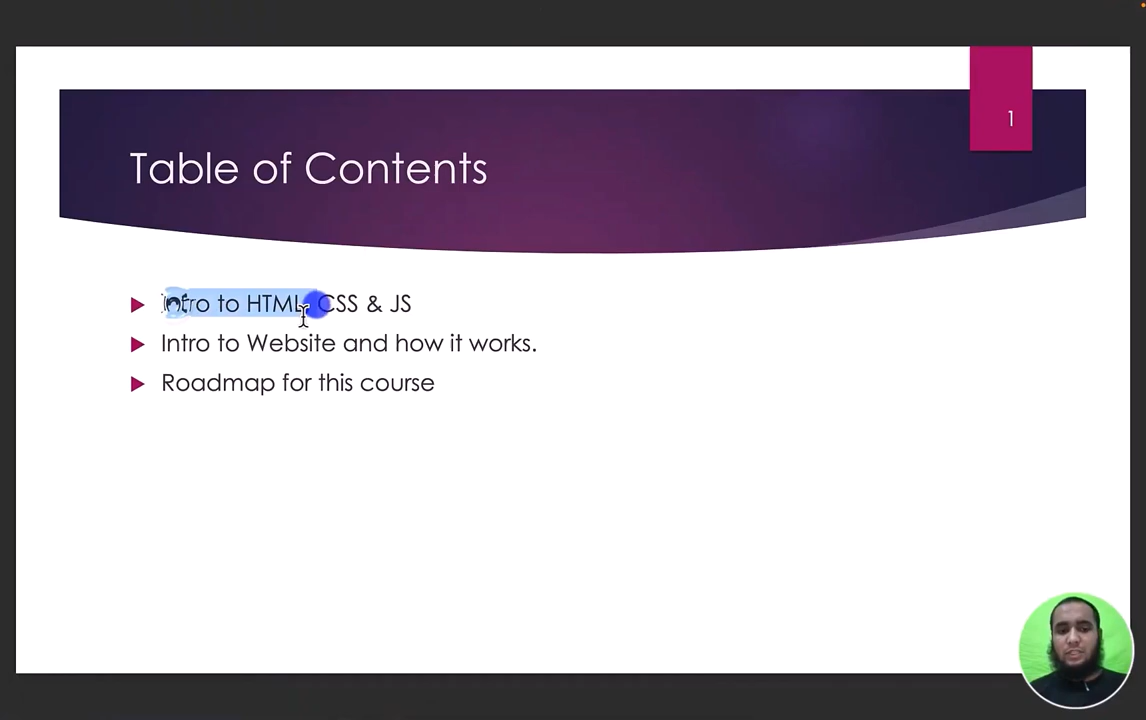 1
Table of Contents
Intro to HTML, CSS & JS
Intro to Website and how it works.
Roadmap for this course